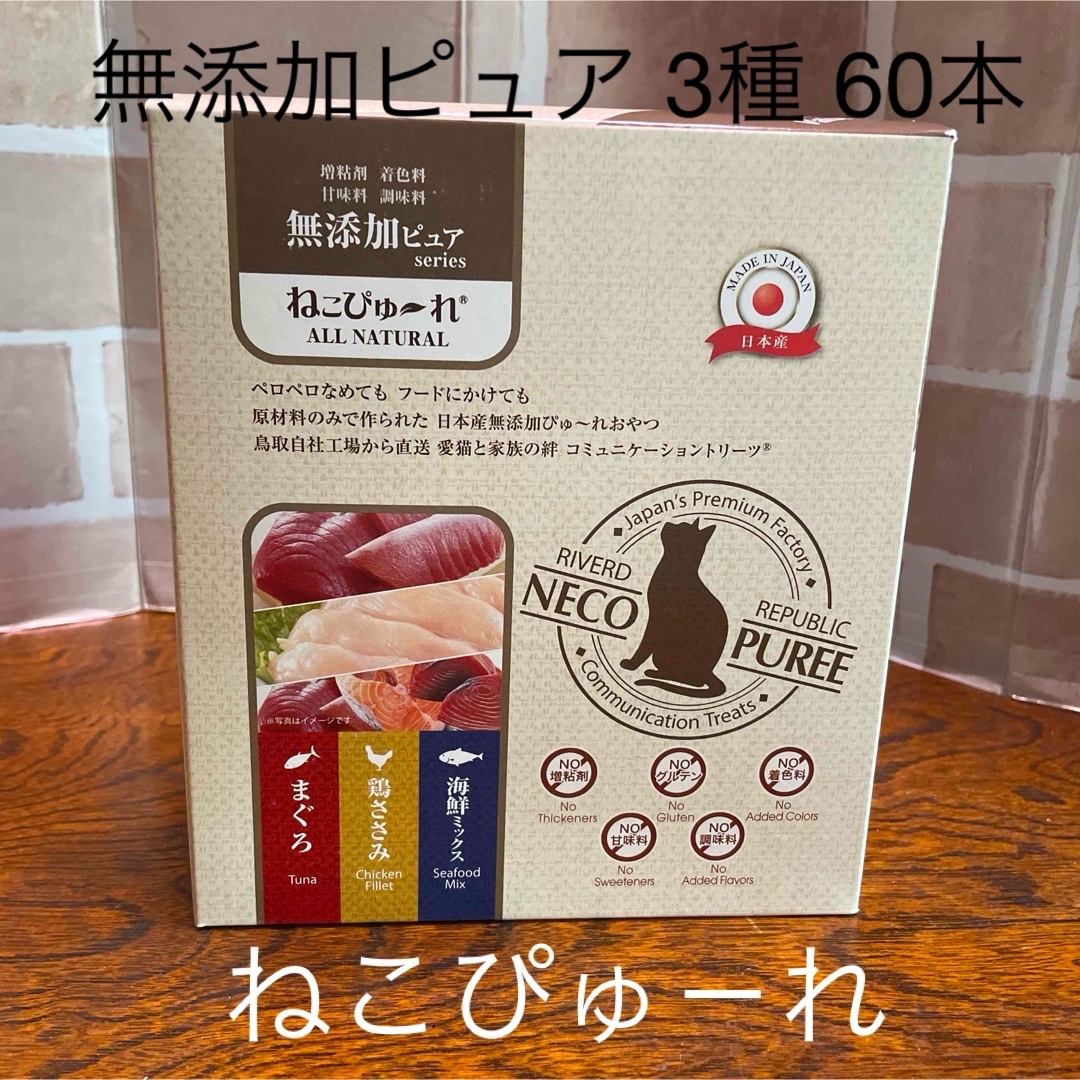 無添加ピュア 3種 60本
増粘剤 着色料
甘味料 調味料
無添加ピュア
series
ねこぴゅーれ®
ALL NATURAL
MADE IN JAPAN
日本産
ペロペロなめても フードにかけても
原材料のみで作られた 日本産無添加ぴゅ〜れおやつ
鳥取自社工場から直送 愛猫と家族の絆 コミュニケーショントリーツ®
Japan's Premium Factory
RIVERD REPUBLIC
NECO PUREE
Communication Treats
※写真はイメージです
まぐろ
Tuna
鶏ささみ
Chicken
Fillet
海鮮ミックス
Seafood
Mix
NO
増粘剤
No
Thickeners
NO
グルテン
No
Gluten
NO
着色料
No
Added Colors
NO
甘味料
No
Sweeteners
NO
調味料
No
Added Flavors
ねこぴゅーれ